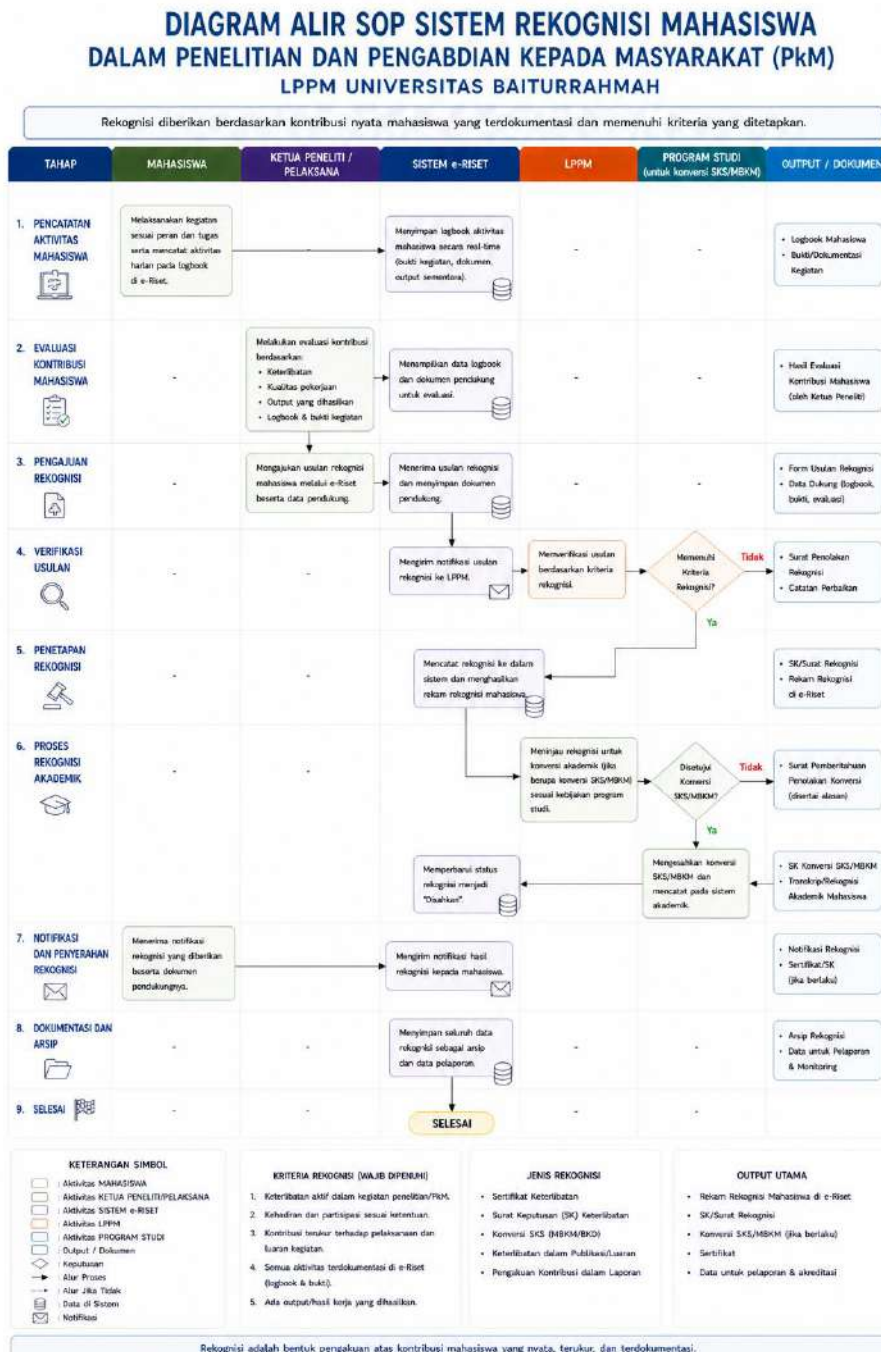 DIAGRAM ALIR SOP SISTEM REKOGNISI MAHASISWA
DALAM PENELITIAN DAN PENGABDIAN KEPADA MASYARAKAT (PkM)
LPPM UNIVERSITAS BAITURRAHMAH
Rekognisi diberikan berdasarkan kontribusi nyata mahasiswa yang terdokumentasi dan memenuhi kriteria yang ditetapkan.
TAHAP
MAHASISWA
KETUA PENELITI /
PELAKSANA
SISTEM e-RISET
LPPM
PROGRAM STUDI
(untuk konversi SKS/MBKM)
OUTPUT / DOKUMEN
1. PENCATATAN
AKTIVITAS
MAHASISWA
Melaksanakan kegiatan
sesuai peran dan tugas
serta mencatat aktivitas
harian pada logbook
di e-Riset.
-
Menyimpan logbook aktivitas
mahasiswa secara real-time
(bukti kegiatan, dokumen,
output sementara).
-
-
• Logbook Mahasiswa
• Bukti/Dokumentasi
Kegiatan
2. EVALUASI
KONTRIBUSI
MAHASISWA
-
Melakukan evaluasi kontribusi
berdasarkan:
• Keterlibatan
• Kualitas pekerjaan
• Output yang dihasilkan
• Logbook & bukti kegiatan
Menampilkan data logbook
dan dokumen pendukung
untuk evaluasi.
-
-
• Hasil Evaluasi
Kontribusi Mahasiswa
(oleh Ketua Peneliti)
3. PENGAJUAN
REKOGNISI
-
Mengajukan usulan rekognisi
mahasiswa melalui e-Riset
beserta data pendukung.
Menerima usulan rekognisi
dan menyimpan dokumen
pendukung.
-
-
• Form Usulan Rekognisi
• Data Dukung (logbook,
bukti, evaluasi)
4. VERIFIKASI
USULAN
-
-
Mengirim notifikasi usulan
rekognisi ke LPPM.
Memverifikasi usulan
berdasarkan kriteria
rekognisi.
Memenuhi
Kriteria
Rekognisi?
Tidak
Ya
• Surat Penolakan
Rekognisi
• Catatan Perbaikan
5. PENETAPAN
REKOGNISI
-
-
Mencatat rekognisi ke dalam
sistem dan menghasilkan
rekam rekognisi mahasiswa.
• SK/Surat Rekognisi
• Rekam Rekognisi
di e-Riset
6. PROSES
REKOGNISI
AKADEMIK
-
-
Meninjau rekognisi untuk
konversi akademik (jika
berupa konversi SKS/MBKM)
sesuai kebijakan program
studi.
Disetujui
Konversi
SKS/MBKM?
Tidak
Ya
• Surat Pemberitahuan
Penolakan Konversi
(disertai alasan)
Memperbarui status
rekognisi menjadi
"Disahkan".
Mengesahkan konversi
SKS/MBKM dan
mencatat pada sistem
akademik.
• SK Konversi SKS/MBKM
• Transkrip/Rekognisi
Akademik Mahasiswa
7. NOTIFIKASI
DAN PENYERAHAN
REKOGNISI
Menerima notifikasi
rekognisi yang diberikan
beserta dokumen
pendukungnya.
Mengirim notifikasi hasil
rekognisi kepada mahasiswa.
-
-
• Notifikasi Rekognisi
• Sertifikat/SK
(jika berlaku)
8. DOKUMENTASI DAN
ARSIP
-
-
Menyimpan seluruh data
rekognisi sebagai arsip
dan data pelaporan.
-
-
• Arsip Rekognisi
• Data untuk Pelaporan
& Monitoring
9. SELESAI
-
-
SELESAI
-
-
KETERANGAN SIMBOL
: Aktivitas MAHASISWA
: Aktivitas KETUA PENELITI/PELAKSANA
: Aktivitas SISTEM e-RISET
: Aktivitas LPPM
: Aktivitas PROGRAM STUDI
: Output / Dokumen
: Keputusan
: Alur Proses
: Alur Jika Tidak
: Data di Sistem
: Notifikasi
KRITERIA REKOGNISI (WAJIB DIPENUHI)
1. Keterlibatan aktif dalam kegiatan penelitian/PkM.
2. Kehadiran dan partisipasi sesuai ketentuan.
3. Kontribusi terukur terhadap pelaksanaan dan
luaran kegiatan.
4. Semua aktivitas terdokumentasi di e-Riset
(logbook & bukti).
5. Ada output/hasil kerja yang dihasilkan.
JENIS REKOGNISI
• Sertifikat Keterlibatan
• Surat Keputusan (SK) Keterlibatan
• Konversi SKS (MBKM/BKD)
• Keterlibatan dalam Publikasi/Luaran
• Pengakuan Kontribusi dalam Laporan
OUTPUT UTAMA
• Rekam Rekognisi Mahasiswa di e-Riset
• SK/Surat Rekognisi
• Konversi SKS/MBKM (jika berlaku)
• Sertifikat
• Data untuk pelaporan & akreditasi
Rekognisi adalah bentuk pengakuan atas kontribusi mahasiswa yang nyata, terukur, dan terdokumentasi.